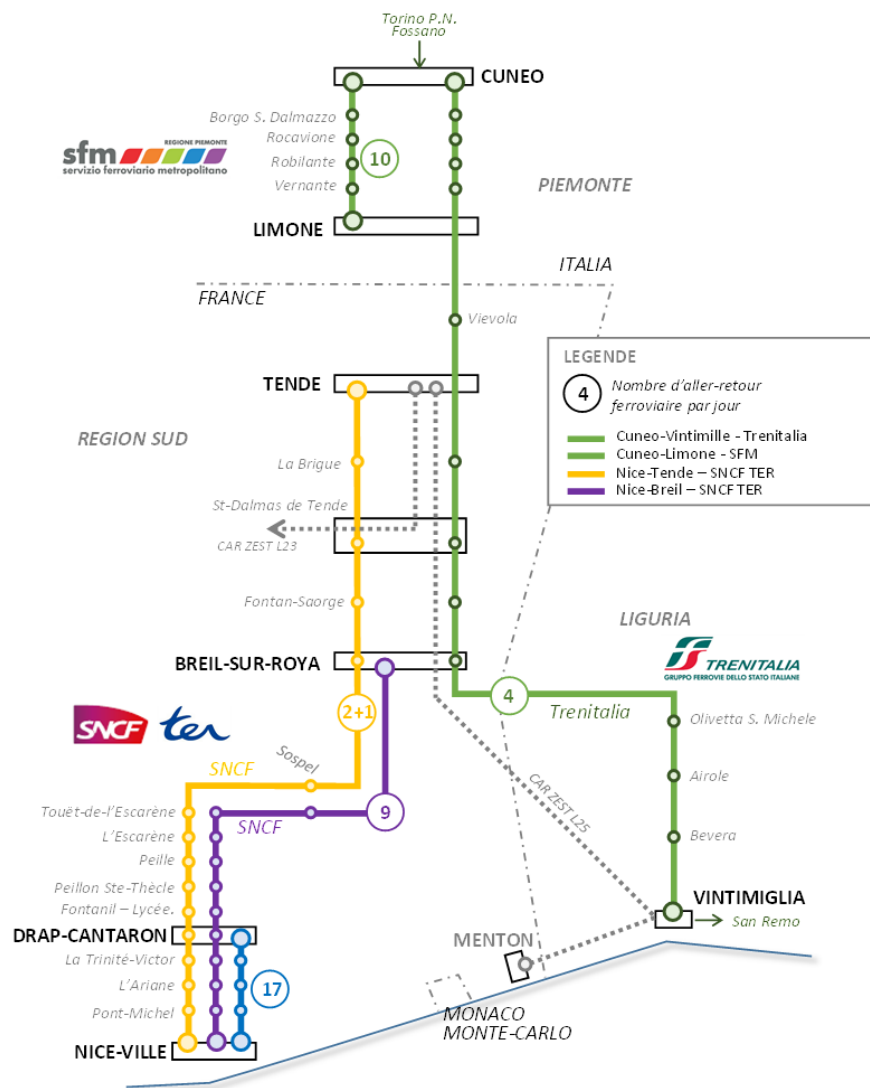 Torino P.N.
Fossano
CUNEO
Borgo S. Dalmazzo
Rocavione
Robilante
Vernante
10
REGIONE PIEMONTE
sfm
servizio ferroviario metropolitano
PIEMONTE
LIMONE
ITALIA
FRANCE
Vievola
LEGENDE
4
Nombre d'aller-retour
ferroviaire par jour
Cuneo-Vintimille - Trenitalia
Cuneo-Limone - SFM
Nice-Tende – SNCF TER
Nice-Breil – SNCF TER
TENDE
REGION SUD
La Brigue
St-Dalmas de Tende
CAR ZEST L23
Fontan-Saorge
LIGURIA
BREIL-SUR-ROYA
TRENITALIA
GRUPPO FERROVIE DELLO STATO ITALIANE
2+1
4
Trenitalia
Olivetta S. Michele
SNCF
ter
Sospel
SNCF
Airole
CAR ZEST L25
9
SNCF
Touët-de-l'Escarène
L'Escarène
Bevera
Peille
Peillon Ste-Thècle
Fontanil – Lycée.
VINTIMIGLIA
San Remo
DRAP-CANTARON
MENTON
La Trinité-Victor
L'Ariane
17
Pont-Michel
MONACO
MONTE-CARLO
NICE-VILLE